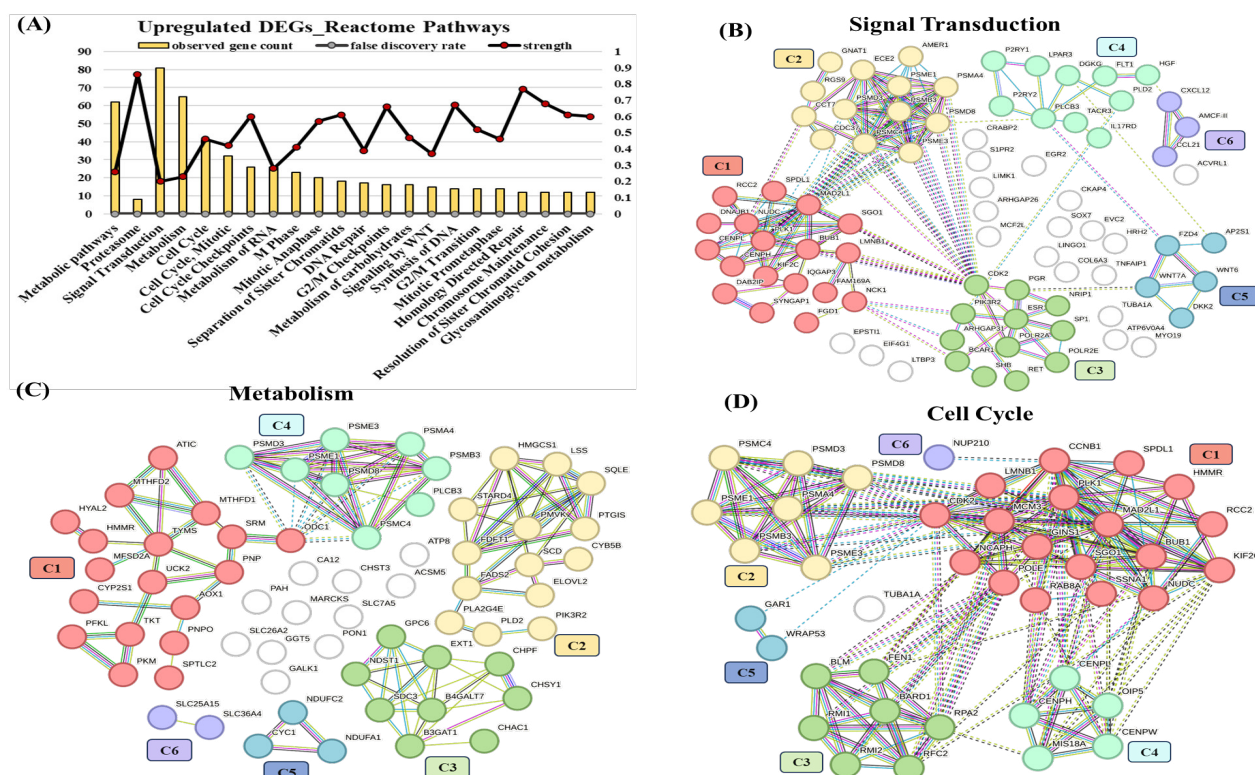 (A)
Upregulated DEGs_Reactome Pathways
observed gene count
false discovery rate
strength
90
80
70
60
50
40
30
20
10
0
1
0.9
0.8
0.7
0.6
0.5
0.4
0.3
0.2
0.1
0
Metabolic pathways
Proteasome
Signal Transduction
Metabolism
Cell Cycle
Cell Cycle, Mitotic
Cell Cycle Checkpoints
Metabolism of lipids
Disease
Mitotic Anaphase
Separation of Sister Chromatids
DNA Repair
G2/M Checkpoints
Metabolism of carbohydrates
Signaling by WNT
Synthesis of DNA
G2/M Transition
Mitotic Prometaphase
Homology Directed Repair
Chromosome Maintenance
Resolution of Sister Chromatid Cohesion
Glycosaminoglycan metabolism
(B)
Signal Transduction
C2
GNAT1
RGS9
ECE2
AMER1
PSME1
PSMA4
CCT7
PSMD3
PSMB3
PSMD8
CDC3
PSMC4
PSME3
C4
P2RY1
LPAR3
DGKG
FLT1
HGF
P2RY2
PLCB3
TACR3
PLD2
IL17RD
CXCL12
AMCF-II
CCL21
C6
ACVRL1
CRABP2
S1PR2
EGR2
LIMK1
ARHGAP26
MCF2L
CKAP4
SOX7
EVC2
LINGO1
HRH2
COL6A3
TNFAIP1
TUBA1A
ATP6V0A4
MYO19
FZD4
AP2S1
WNT7A
WNT6
DKK2
C5
C1
RCC2
SPDL1
MAD2L1
DNAJB1
NUDC
SGO1
CENPL
PLK1
BUB1
LMNB1
CENPH
KIF2C
IQGAP3
DAB2IP
FAM169A
SYNGAP1
NCK1
FGD1
EPSTI1
EIF4G1
LTBP3
CDK2
PGR
PIK3R2
ESR
NRIP1
ARHGAP31
POLR2A
SP1
BCAR1
POLR2E
SHB
RET
C3
(C)
Metabolism
C4
PSMD3
PSME3
PSMA4
PSME1
PSMD8
PSMB3
PLCB3
PSMC4
ATIC
MTHFD2
MTHFD1
HYAL2
HMMR
TYMS
SRM
ODC1
MFSD2A
PNP
C1
UCK2
CYP2S1
AOX1
PFKL
TKT
PNPO
PKM
SPTLC2
CA12
CHST3
ATP8
ACSM5
PAH
MARCKS
SLC7A5
SLC26A2
GGT5
PON1
GALK1
HMGCS1
LSS
SQLE
STARD4
PMVK
PTGIS
FDFT1
SCD
CYB5B
FADS2
ELOVL2
PLA2G4E
PLD2
PIK3R2
C2
GPC6
EXT1
CHPF
NDST1
SDC3
B4GALT7
CHSY1
B3GAT1
CHAC1
C3
SLC25A15
SLC36A4
C6
NDUFC2
CYC1
NDUFA1
C5
(D)
Cell Cycle
PSMC4
PSMD3
PSMD8
PSME1
PSMA4
PSMB3
PSME3
C2
C6
NUP210
CCNB1
SPDL1
C1
LMNB1
PLK1
HMMR
CDK2
MCM3
MAD2L1
RCC2
NCAPH
GINS1
SGO1
BUB1
POLE
SSNA1
RAB8A
NUDC
TUBA1A
GAR1
WRAP53
C5
BLM
FEN1
BARD1
RMI1
RPA2
RMI2
RFC2
C3
OIP5
CENPH
CENPW
MIS18A
C4